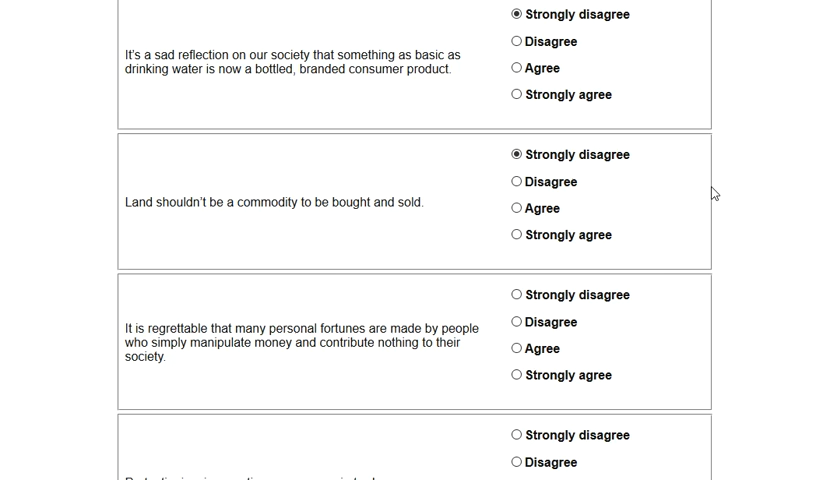 Strongly disagree
Disagree
It's a sad reflection on our society that something as basic as
drinking water is now a bottled, branded consumer product.
Agree
Strongly agree
Strongly disagree
Disagree
Land shouldn't be a commodity to be bought and sold.
Agree
Strongly agree
Strongly disagree
Disagree
It is regrettable that many personal fortunes are made by people
who simply manipulate money and contribute nothing to their
society.
Agree
Strongly agree
Strongly disagree
Disagree